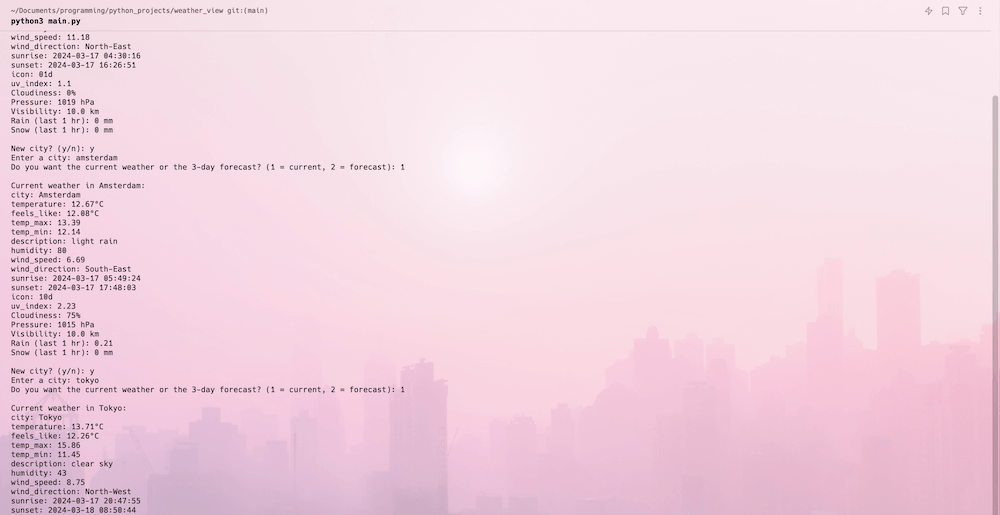 ~/Documents/programming/python_projects/weather_view git:(main)
python3 main.py
wind_speed: 11.18
wind_direction: North-East
sunrise: 2024-03-17 04:30:16
sunset: 2024-03-17 16:26:51
icon: 01d
uv_index: 1.1
Cloudiness: 0%
Pressure: 1019 hPa
Visibility: 10.0 km
Rain (last 1 hr): 0 mm
Snow (last 1 hr): 0 mm
New city? (y/n): y
Enter a city: amsterdam
Do you want the current weather or the 3-day forecast? (1 = current, 2 = forecast): 1
Current weather in Amsterdam:
city: Amsterdam
temperature: 12.67°C
feels_like: 12.08°C
temp_max: 13.39
temp_min: 12.14
description: light rain
humidity: 80
wind_speed: 6.69
wind_direction: South-East
sunrise: 2024-03-17 05:49:24
sunset: 2024-03-17 17:48:03
icon: 10d
uv_index: 2.23
Cloudiness: 75%
Pressure: 1015 hPa
Visibility: 10.0 km
Rain (last 1 hr): 0.21
Snow (last 1 hr): 0 mm
New city? (y/n): y
Enter a city: tokyo
Do you want the current weather or the 3-day forecast? (1 = current, 2 = forecast): 1
Current weather in Tokyo:
city: Tokyo
temperature: 13.71°C
feels_like: 12.26°C
temp_max: 15.86
temp_min: 11.45
description: clear sky
humidity: 43
wind_speed: 8.75
wind_direction: North-West
sunrise: 2024-03-17 20:47:55
sunset: 2024-03-18 08:50:44